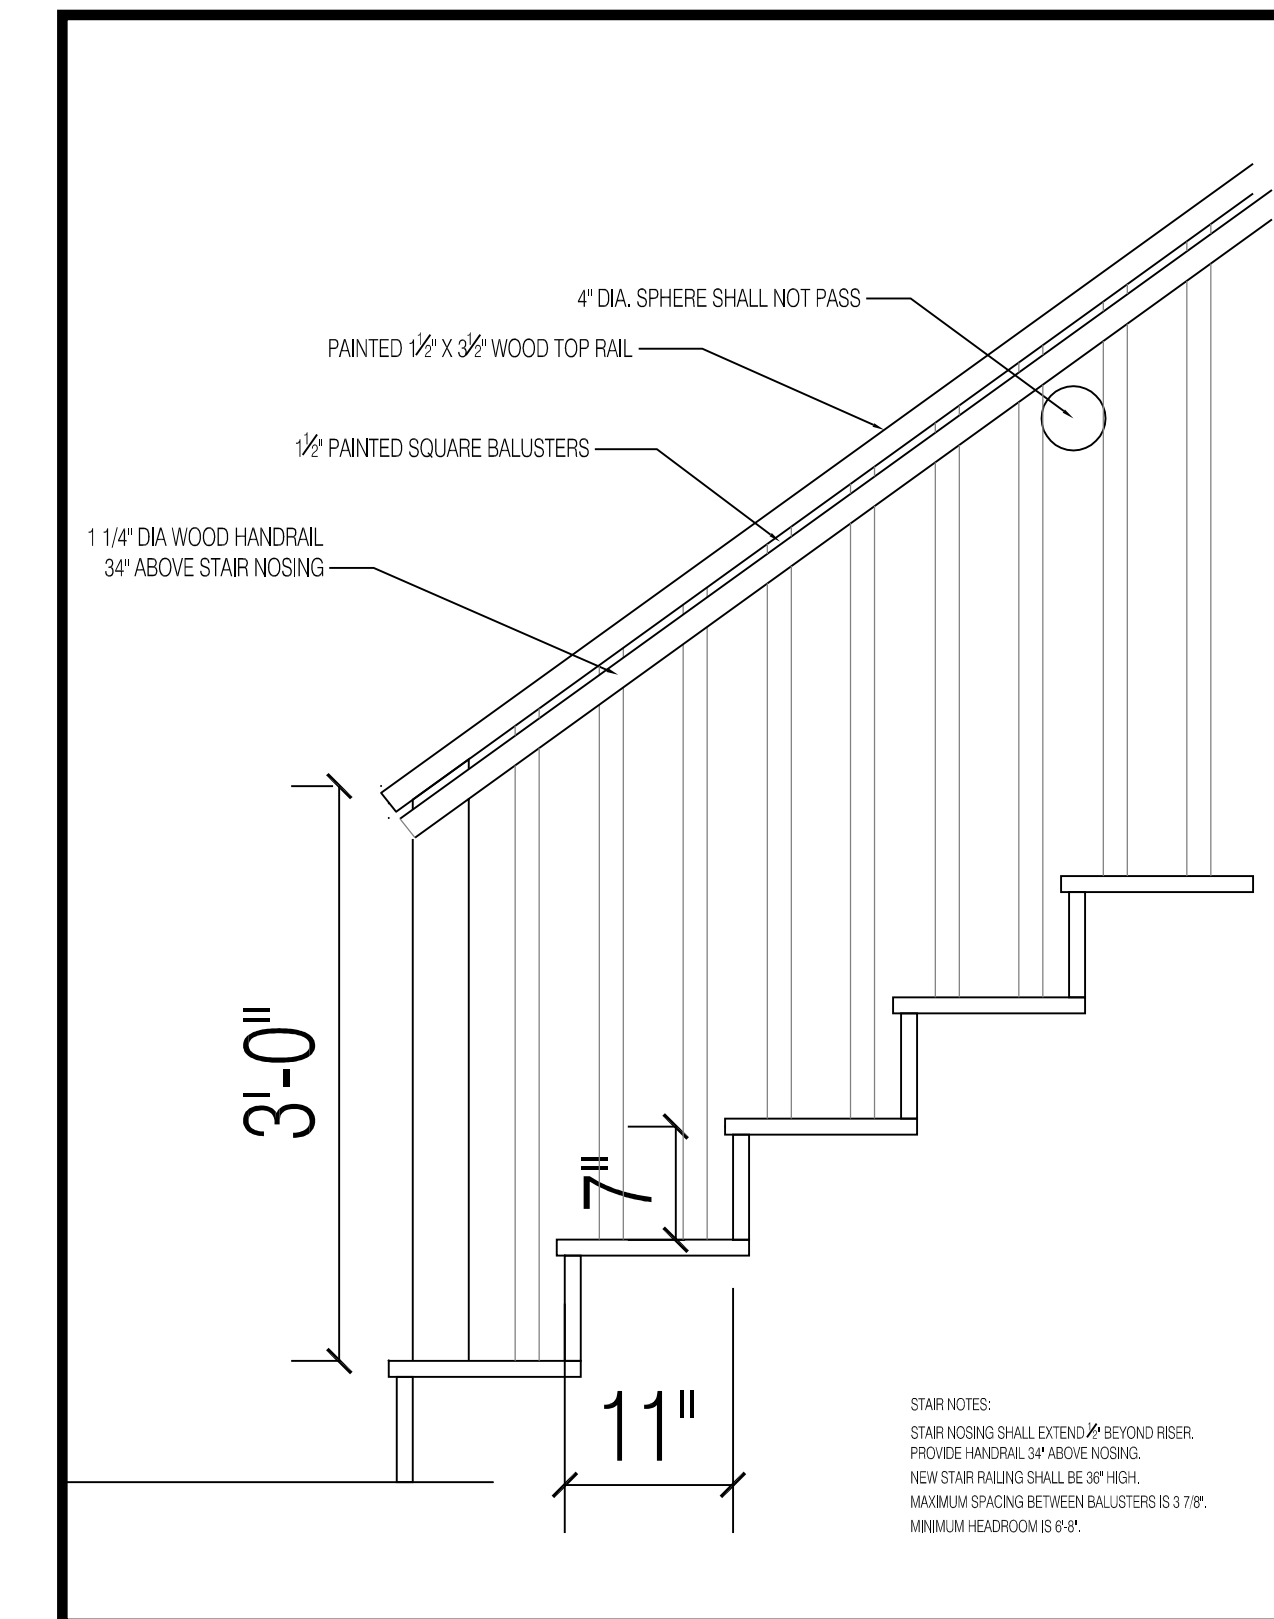 4" DIA. SPHERE SHALL NOT PASS
PAINTED 1½" X 3½" WOOD TOP RAIL
1½" PAINTED SQUARE BALUSTERS
1 1/4" DIA WOOD HANDRAIL
34" ABOVE STAIR NOSING
3'-0"
7"
11"
STAIR NOTES:
STAIR NOSING SHALL EXTEND ½" BEYOND RISER.
PROVIDE HANDRAIL 34" ABOVE NOSING.
NEW STAIR RAILING SHALL BE 36" HIGH.
MAXIMUM SPACING BETWEEN BALUSTERS IS 3 7/8".
MINIMUM HEADROOM IS 6'-8".